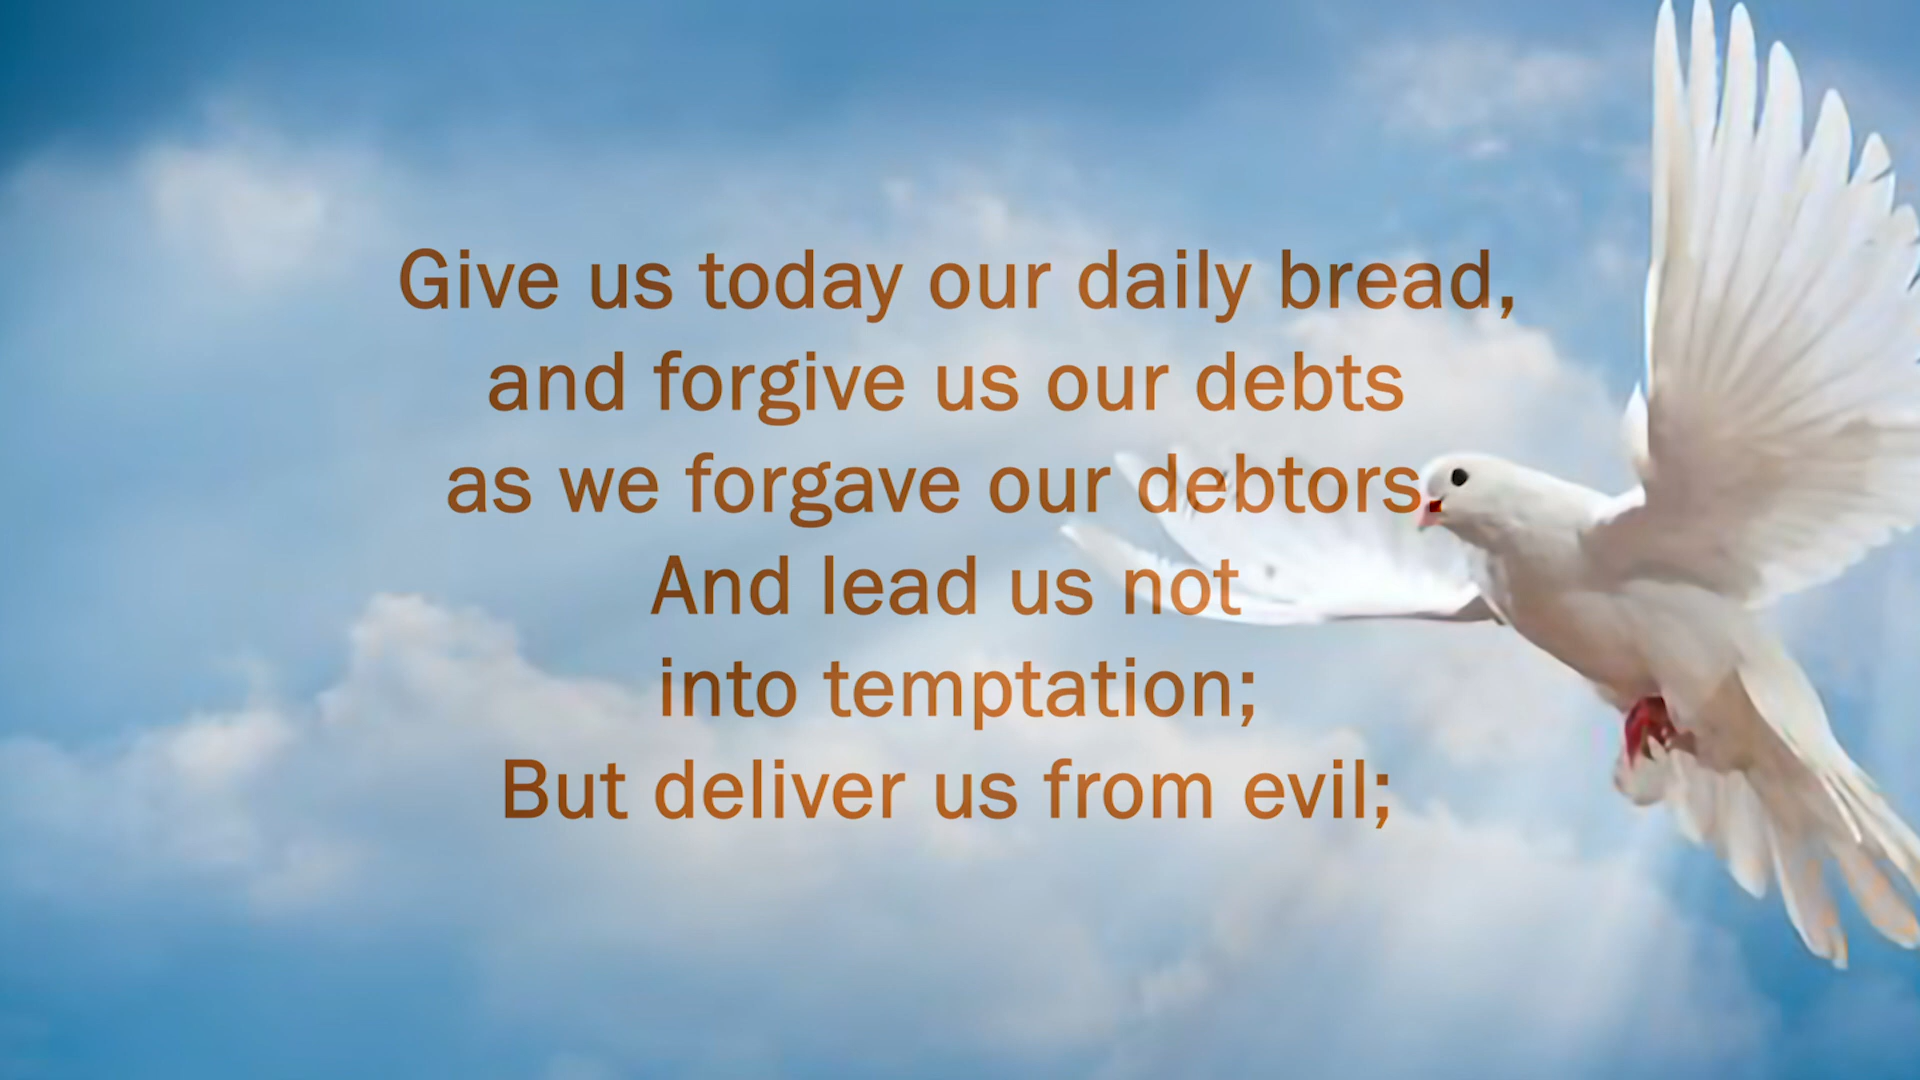 Give us today our daily bread,
and forgive us our debts
as we forgave our debtors.
And lead us not
into temptation;
But deliver us from evil;